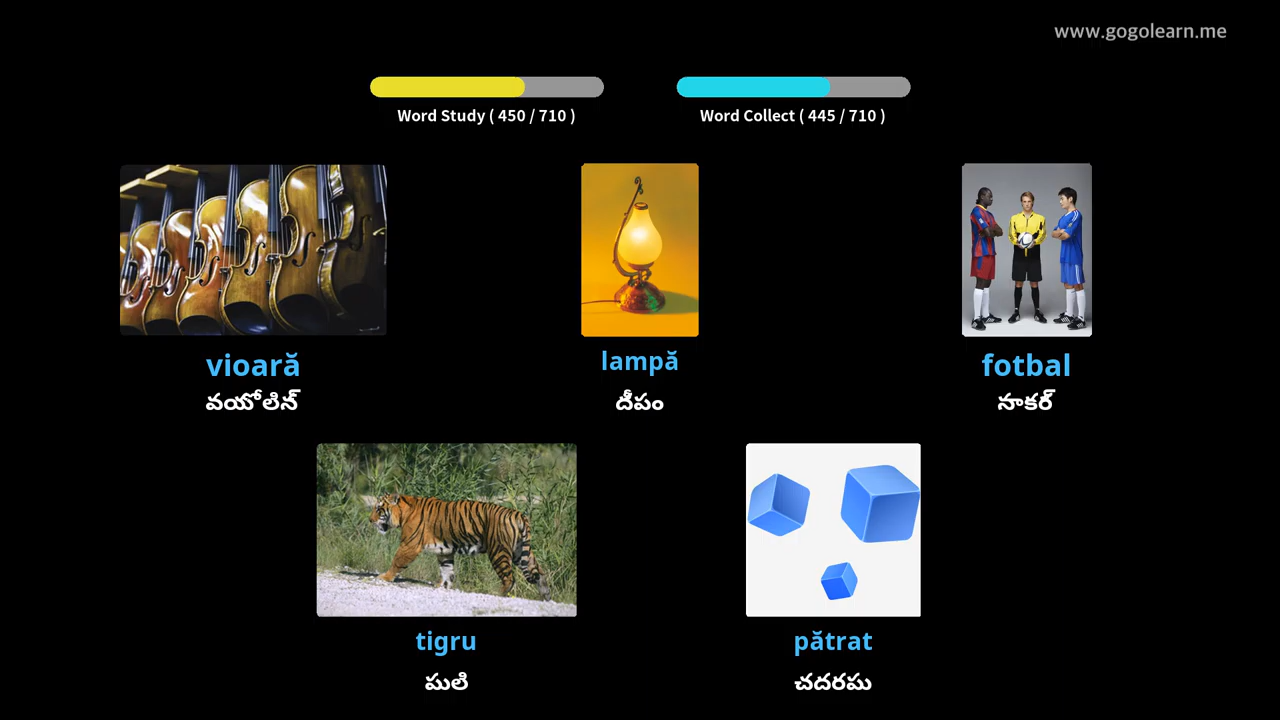 www.gogolearn.me
Word Study ( 450 / 710 )
Word Collect ( 445 / 710 )
vioară
వయోలిన్
lampă
దీపం
fotbal
సాకర్
tigru
పులి
pătrat
చదరపు